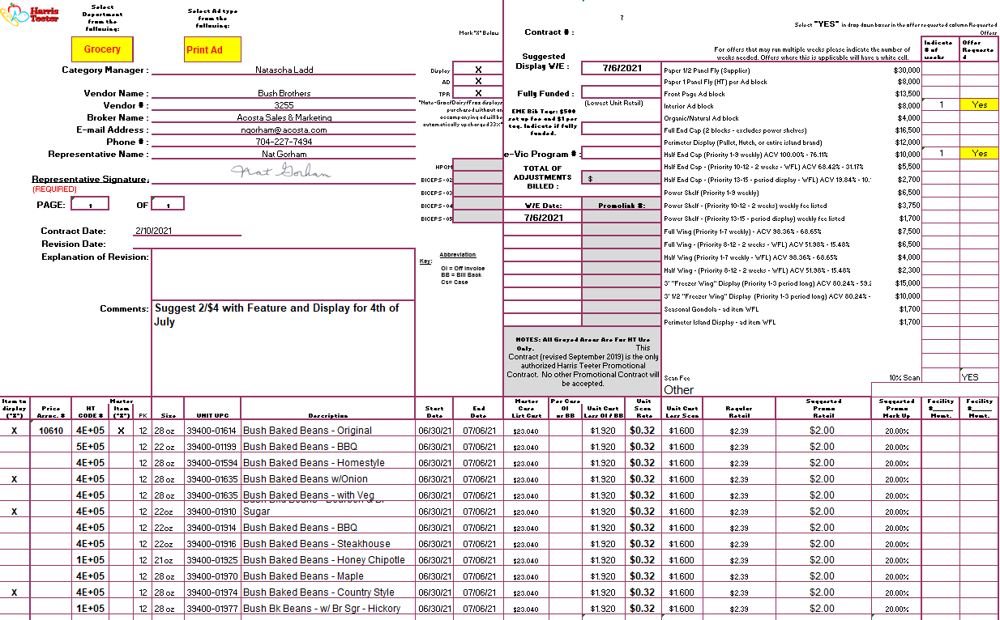 Harris Teeter
Select Department from the following:
Select Ad type from the following:
Grocery
Print Ad
7
Mark "X" Below
Contract # :
Select "YES" in drop down boxes in the offer requested column Requested Offers
For offers that may run multiple weeks please indicate the number of weeks needed. Offers where this is applicable will have a white cell.
Indicate # of weeks
Offer Requested
Category Manager : Natascha Ladd
Vendor Name : Bush Brothers
Vendor # : 3255
Broker Name : Acosta Sales & Marketing
E-mail Address : ngorham@acosta.com
Phone # : 704-227-7494
Representative Name : Nat Gorham
Representative Signature: Nat Gorham
(REQUIRED)
PAGE: 1 OF 1
Contract Date: 2/10/2021
Revision Date:
Explanation of Revision:
Comments: Suggest 2/$4 with Feature and Display for 4th of July
Display X
AD X
TPR X
"Note-Groc/Dairy/Froz displays purchased without an accompanying ad will be automatically upcharged 33%"
HPRM
BICEPS-02
BICEPS-03
BICEPS-04
BICEPS-05
Key: Abbreviation
OI = Off Invoice
BB = Bill Back
Cs= Case
Suggested Display W/E : 7/6/2021
Fully Funded :
(Lowest Unit Retail)
EME Bib Tags: $500 set up fee and $1 per tag. Indicate if fully funded.
e-Vic Program # :
TOTAL OF ADJUSTMENTS BILLED : $
W/E Date: Promolink #:
7/6/2021
NOTES: All Greyed Areas Are For HT Use Only. This Contract (revised September 2019) is the only authorized Harris Teeter Promotional Contract. No other Promotional Contract will be accepted.
Paper 1/2 Panel Fly (Supplier) $30,000
Paper 1 Panel Fly (HT) per Ad block $8,000
Front Page Ad block $13,500
Interior Ad block $8,000 1 Yes
Organic/Natural Ad block $4,000
Full End Cap (2 blocks - excludes power shelves) $16,500
Perimeter Display (Pallet, Hutch, or entire island brand) $12,000
Half End Cap (Priority 1-9 weekly) ACV 100.00% - 76.11% $10,000 1 Yes
Half End Cap - (Priority 10-12 - 2 weeks - WFL) ACV 68.42% - 31.17% $5,500
Half End Cap - (Priority 13-15 - period display - WFL) ACV 19.84% - 10. $2,700
Power Shelf (Priority 1-9 weekly) $6,500
Power Shelf - (Priority 10-12 - 2 weeks) weekly fee listed $3,750
Power Shelf - (Priority 13-15 - period display) weekly fee listed $1,700
Full Wing (Priority 1-7 weekly) - ACV 98.36% - 68.65% $7,500
Full Wing - (Priority 8-12 - 2 weeks - WFL) ACV 51.98% - 15.48% $6,500
Half Wing (Priority 1-7 weekly - WFL) ACV 98.36% - 68.65% $4,000
Half Wing - (Priority 8-12 - 2 weeks - WFL) ACV 51.98% - 15.48% $2,300
3' "Freezer Wing" Display (Priority 1-3 period long) ACV 80.24% - 59.2 $15,000
3' 1/2 "Freezer Wing" Display (Priority 1-3 period long) ACV 80.24% - $10,000
Seasonal Gondola - ad item WFL $1,700
Perimeter Island Display - ad item WFL $1,700
Scan Fee 10% Scan YES
Other
Item to display ("X") Price Assoc. # HT CODE # Master Item ("X") PK Size UNIT UPC Description Start Date End Date Master Case List Cost Per Case OI or BB Unit Cost Less OI / BB Unit Scan Rate Unit Cost Less Scan Regular Retail Suggested Promo Retail Suggested Promo Mark Up Facility #____ Mvmt. Facility #____ Mvmt.
X 10610 4E+05 X 12 28 oz 39400-01614 Bush Baked Beans - Original 06/30/21 07/06/21 $23.040 $1.920 $0.32 $1.600 $2.39 $2.00 20.00%
5E+05 12 22 oz 39400-01199 Bush Baked Beans - BBQ 06/30/21 07/06/21 $23.040 $1.920 $0.32 $1.600 $2.39 $2.00 20.00%
4E+05 12 28 oz 39400-01594 Bush Baked Beans - Homestyle 06/30/21 07/06/21 $23.040 $1.920 $0.32 $1.600 $2.39 $2.00 20.00%
X 4E+05 12 28 oz 39400-01635 Bush Baked Beans w/Onion 06/30/21 07/06/21 $23.040 $1.920 $0.32 $1.600 $2.39 $2.00 20.00%
4E+05 12 28 oz 39400-01635 Bush Baked Beans - with Veg 06/30/21 07/06/21 $23.040 $1.920 $0.32 $1.600 $2.39 $2.00 20.00%
X 4E+05 12 22oz 39400-01910 Sugar 06/30/21 07/06/21 $23.040 $1.920 $0.32 $1.600 $2.39 $2.00 20.00%
4E+05 12 22oz 39400-01914 Bush Baked Beans - BBQ 06/30/21 07/06/21 $23.040 $1.920 $0.32 $1.600 $2.39 $2.00 20.00%
4E+05 12 22oz 39400-01916 Bush Baked Beans - Steakhouse 06/30/21 07/06/21 $23.040 $1.920 $0.32 $1.600 $2.39 $2.00 20.00%
1E+05 12 21oz 39400-01925 Bush Baked Beans - Honey Chipotle 06/30/21 07/06/21 $23.040 $1.920 $0.32 $1.600 $2.39 $2.00 20.00%
4E+05 12 28 oz 39400-01970 Bush Baked Beans - Maple 06/30/21 07/06/21 $23.040 $1.920 $0.32 $1.600 $2.39 $2.00 20.00%
X 4E+05 12 28 oz 39400-01974 Bush Baked Beans - Country Style 06/30/21 07/06/21 $23.040 $1.920 $0.32 $1.600 $2.39 $2.00 20.00%
1E+05 12 28 oz 39400-01977 Bush Bk Beans - w/ Br Sgr - Hickory 06/30/21 07/06/21 $23.040 $1.920 $0.32 $1.600 $2.39 $2.00 20.00%